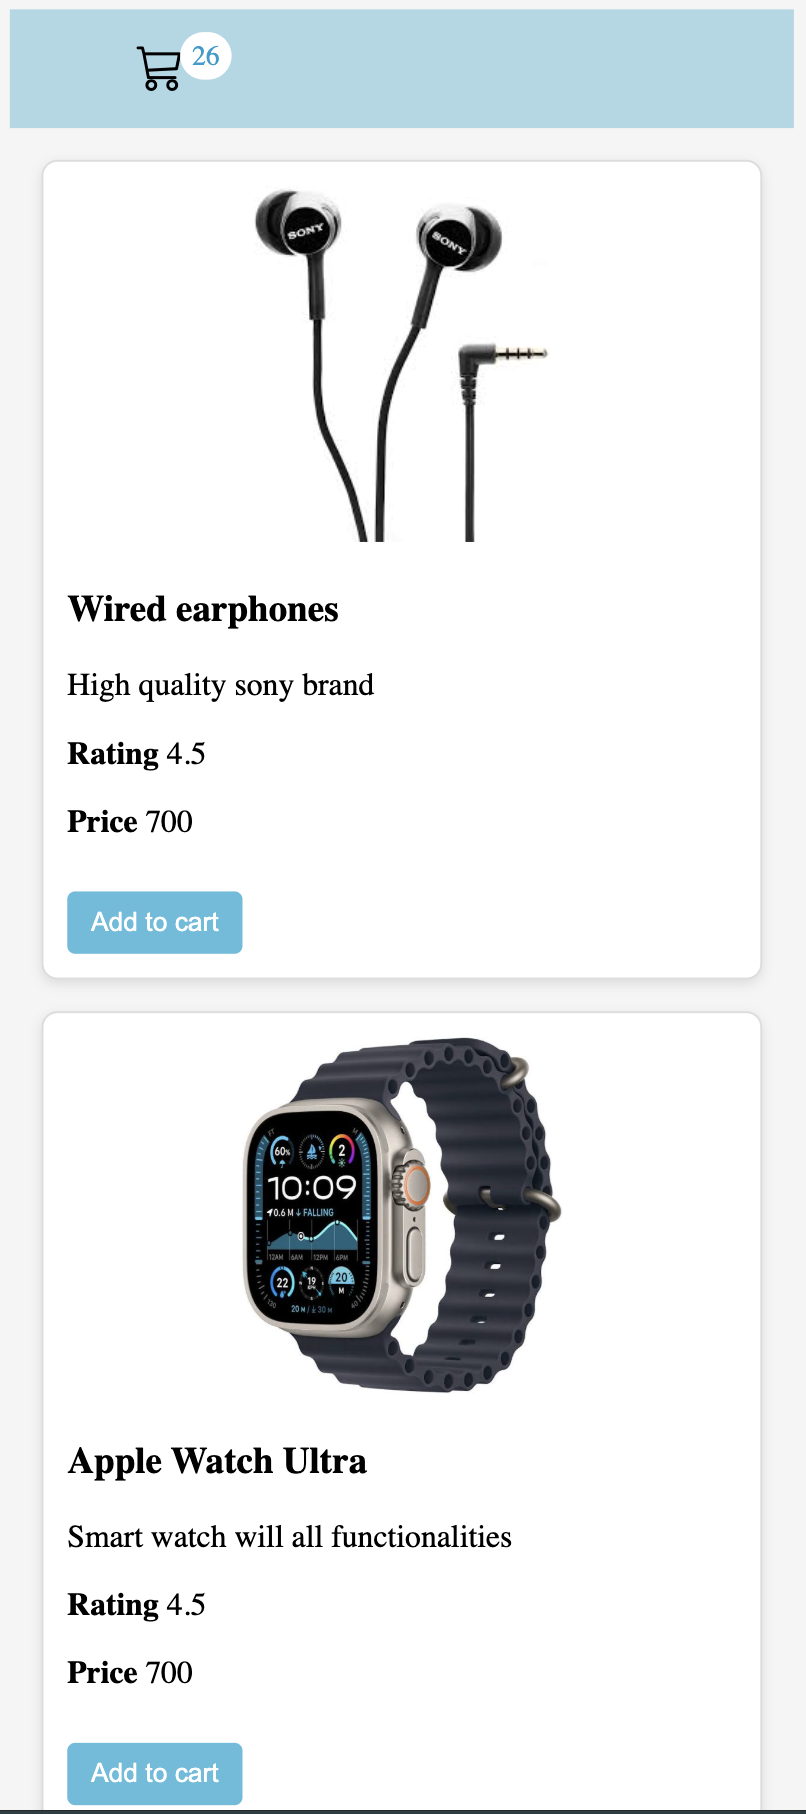 26
SONY
SONY
Wired earphones
High quality sony brand
Rating 4.5
Price 700
Add to cart
FT
M
60%
2
10:09
0.6 M ↓ FALLING
12AM 6AM 12PM 6PM
22
19
20
M
20 M / 30 M
Apple Watch Ultra
Smart watch will all functionalities
Rating 4.5
Price 700
Add to cart